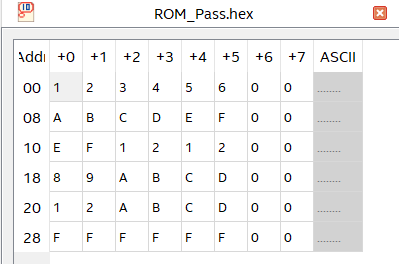 ROM_Pass.hex
Addr +0 +1 +2 +3 +4 +5 +6 +7 ASCII
00 1 2 3 4 5 6 0 0 ........
08 A B C D E F 0 0 ........
10 E F 1 2 1 2 0 0 ........
18 8 9 A B C D 0 0 ........
20 1 2 A B C D 0 0 ........
28 F F F F F F 0 0 ........